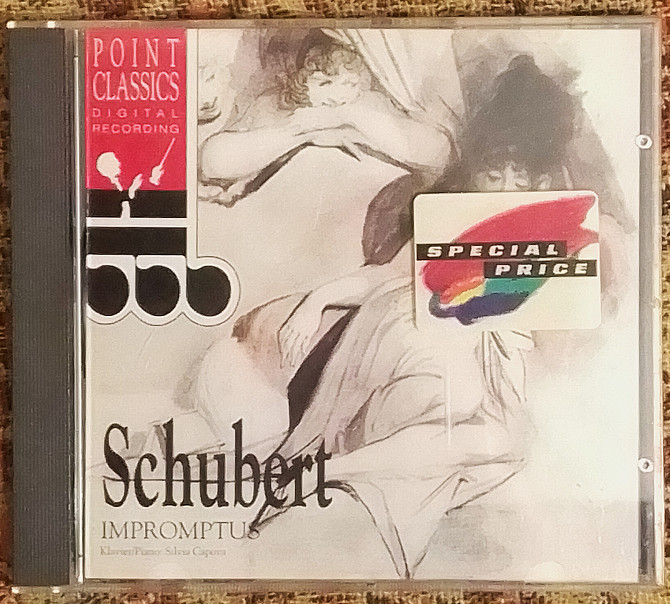 POINT
CLASSICS
DIGITAL
RECORDING
SPECIAL
PRICE
Schubert
IMPROMPTUS
Klavier/Piano: Silvia Capova